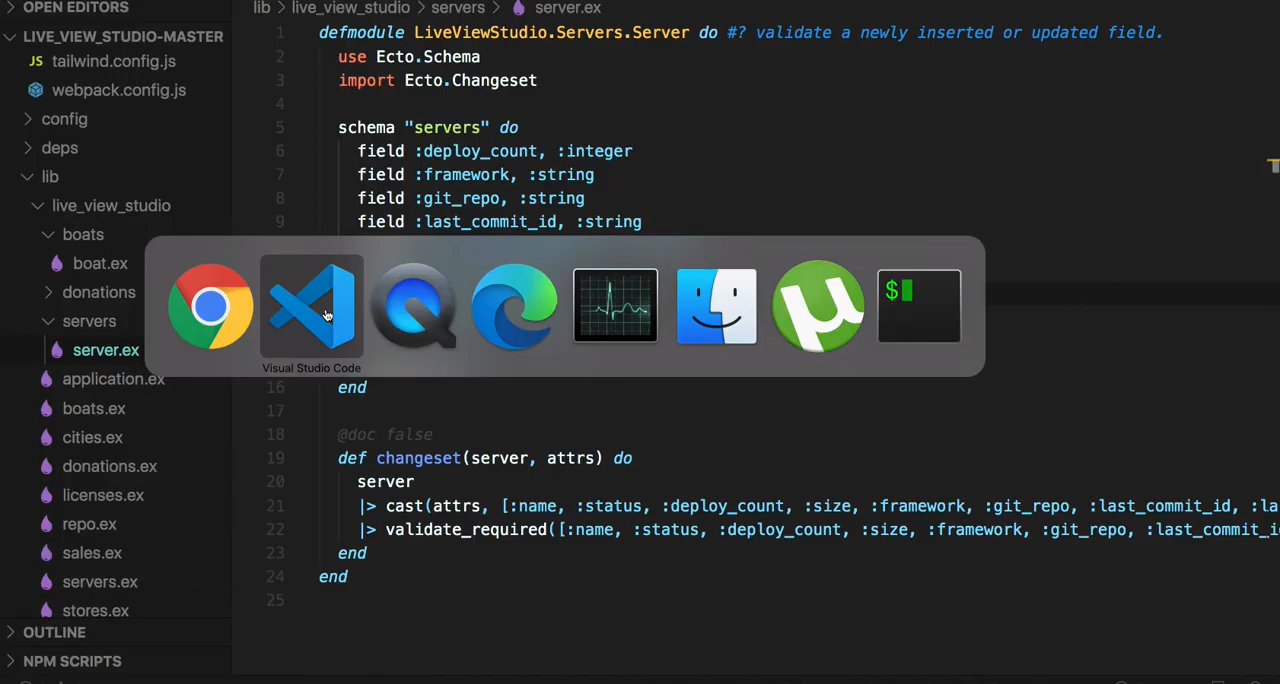 OPEN EDITORS
LIVE_VIEW_STUDIO-MASTER
JS tailwind.config.js
webpack.config.js
config
deps
lib
live_view_studio
boats
boat.ex
donations
servers
server.ex
application.ex
boats.ex
cities.ex
donations.ex
licenses.ex
repo.ex
sales.ex
servers.ex
stores.ex
OUTLINE
NPM SCRIPTS
lib > live_view_studio > servers > server.ex
1 defmodule LiveViewStudio.Servers.Server do #? validate a newly inserted or updated field.
2 use Ecto.Schema
3 import Ecto.Changeset
4
5 schema "servers" do
6 field :deploy_count, :integer
7 field :framework, :string
8 field :git_repo, :string
9 field :last_commit_id, :string
$
Visual Studio Code
16 end
17
18 @doc false
19 def changeset(server, attrs) do
20 server
21 |> cast(attrs, [:name, :status, :deploy_count, :size, :framework, :git_repo, :last_commit_id, :la
22 |> validate_required([:name, :status, :deploy_count, :size, :framework, :git_repo, :last_commit_i
23 end
24 end
25